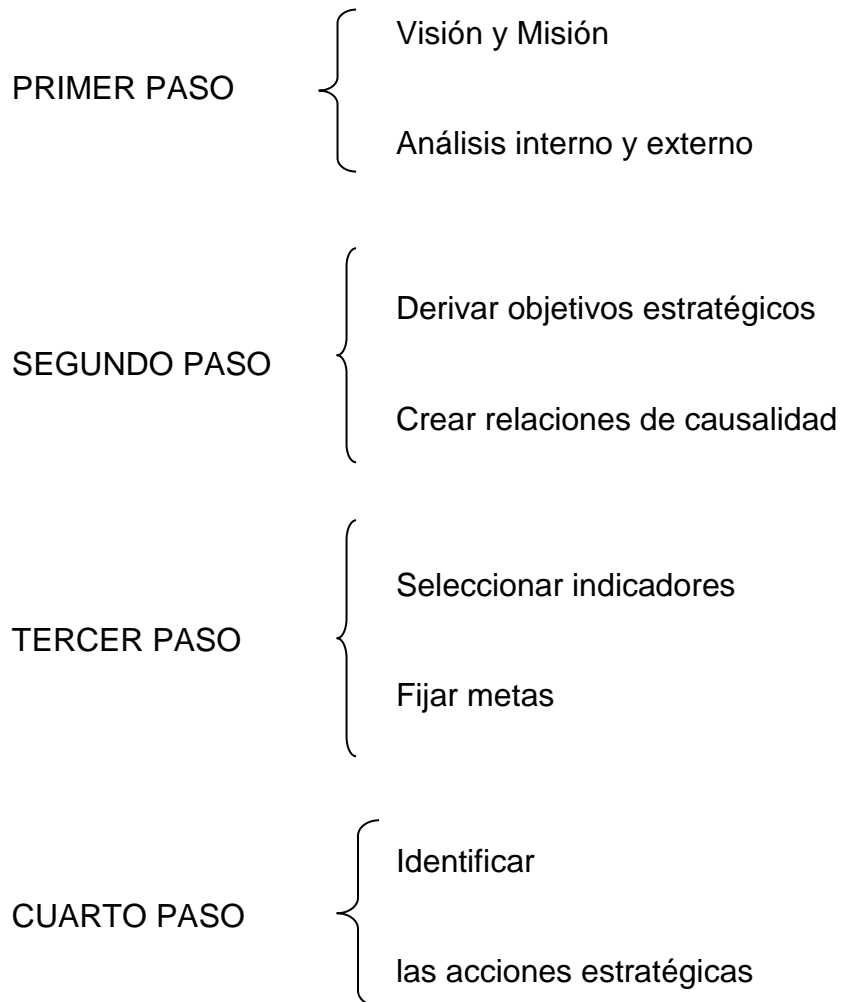 Visión y Misión
PRIMER PASO
Análisis interno y externo
Derivar objetivos estratégicos
SEGUNDO PASO
Crear relaciones de causalidad
Seleccionar indicadores
TERCER PASO
Fijar metas
Identificar
CUARTO PASO
las acciones estratégicas